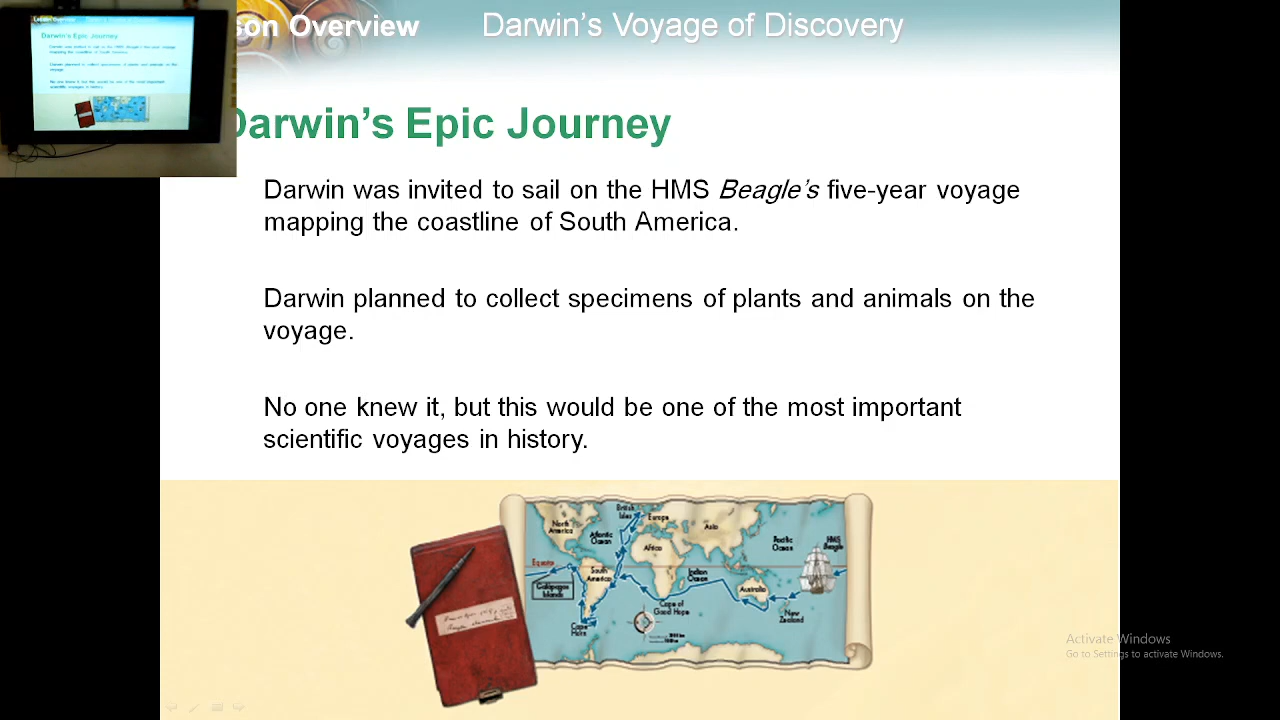 son Overview
Darwin's Voyage of Discovery
Darwin's Epic Journey
Darwin was invited to sail on the HMS Beagle's five-year voyage
mapping the coastline of South America.
Darwin planned to collect specimens of plants and animals on the
voyage.
No one knew it, but this would be one of the most important
scientific voyages in history.
North
America
British
Isles
Europe
Asia
Atlantic
Ocean
Africa
Pacific
Ocean
HMS
Beagle
Equator
South
America
Galápagos
Islands
Indian
Ocean
Australia
Cape of
Good Hope
New
Zealand
Cape
Horn
Activate Windows
Go to Settings to activate Windows.